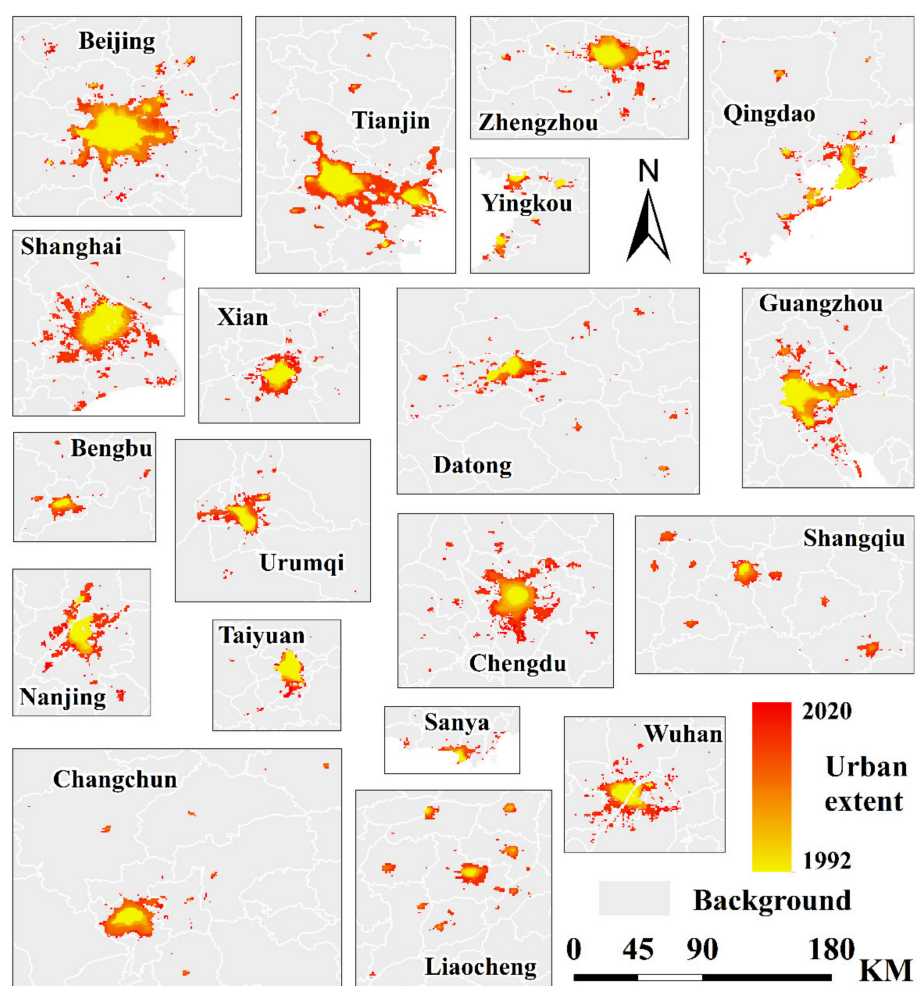 Beijing
Tianjin
Zhengzhou
Qingdao
Yingkou
N
Shanghai
Xian
Guangzhou
Datong
Bengbu
Urumqi
Shangqiu
Chengdu
Nanjing
Taiyuan
Sanya
Wuhan
Changchun
Liaocheng
2020
Urban
extent
1992
Background
0 45 90 180
KM